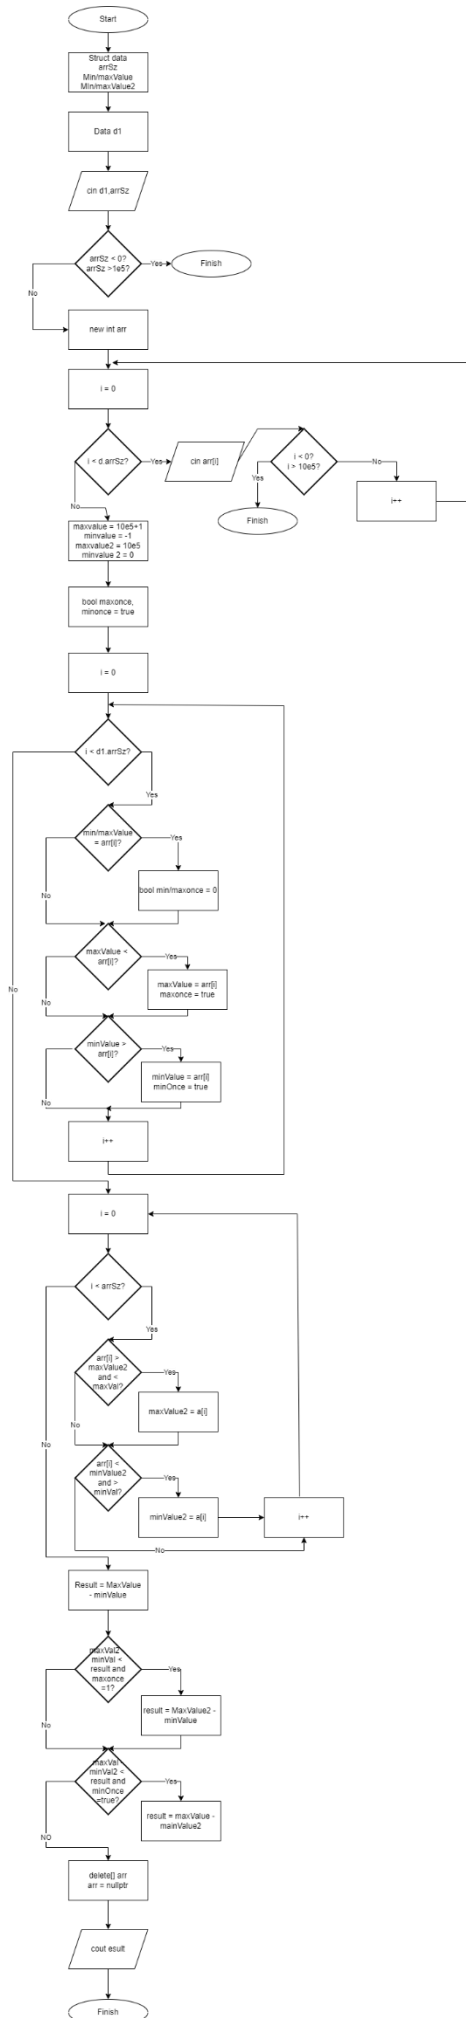 Start
Struct data
arrSz
Min/maxValue
Min/maxValue2
Data d1
cin d1,arrSz
arrSz < 0?
arrSz >1e5?
Yes
Finish
No
new int arr
i = 0
i < d.arrSz?
Yes
cin arr[i]
i < 0?
i > 10e5?
No
Yes
i++
Finish
No
maxvalue = 10e5+1
minvalue = -1
maxvalue2 = 10e5
minvalue 2 = 0
bool maxonce,
minonce = true
i = 0
i < d1.arrSz?
Yes
min/maxValue
= arr[i]?
Yes
No
bool min/maxonce = 0
maxValue <
arr[i]?
Yes
No
maxValue = arr[i]
maxonce = true
No
minValue >
arr[i]?
Yes
No
minValue = arr[i]
minOnce = true
i++
i = 0
i < arrSz?
Yes
arr[i] >
maxValue2
and <
maxVal?
Yes
No
maxValue2 = a[i]
No
arr[i] <
minValue2
and >
minVal?
Yes
minValue2 = a[i]
i++
No
Result = MaxValue
- minValue
maxVal2 -
minVal <
result and
maxonce
=1?
Yes
No
result = MaxValue2 -
minValue
maxVal -
minVal2 <
result and
minOnce
=true?
Yes
NO
result = maxValue -
mainValue2
delete[] arr
arr = nullptr
cout esult
Finish